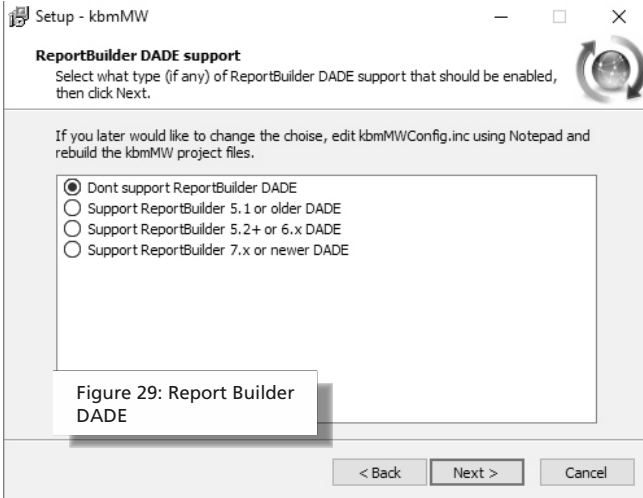 Setup - kbmMW
ReportBuilder DADE support
Select what type (if any) of ReportBuilder DADE support that should be enabled,
then click Next.
If you later would like to change the choise, edit kbmMWConfig.inc using Notepad and
rebuild the kbmMW project files.
Dont support ReportBuilder DADE
Support ReportBuilder 5.1 or older DADE
Support ReportBuilder 5.2+ or 6.x DADE
Support ReportBuilder 7.x or newer DADE
Figure 29: Report Builder
DADE
< Back Next > Cancel